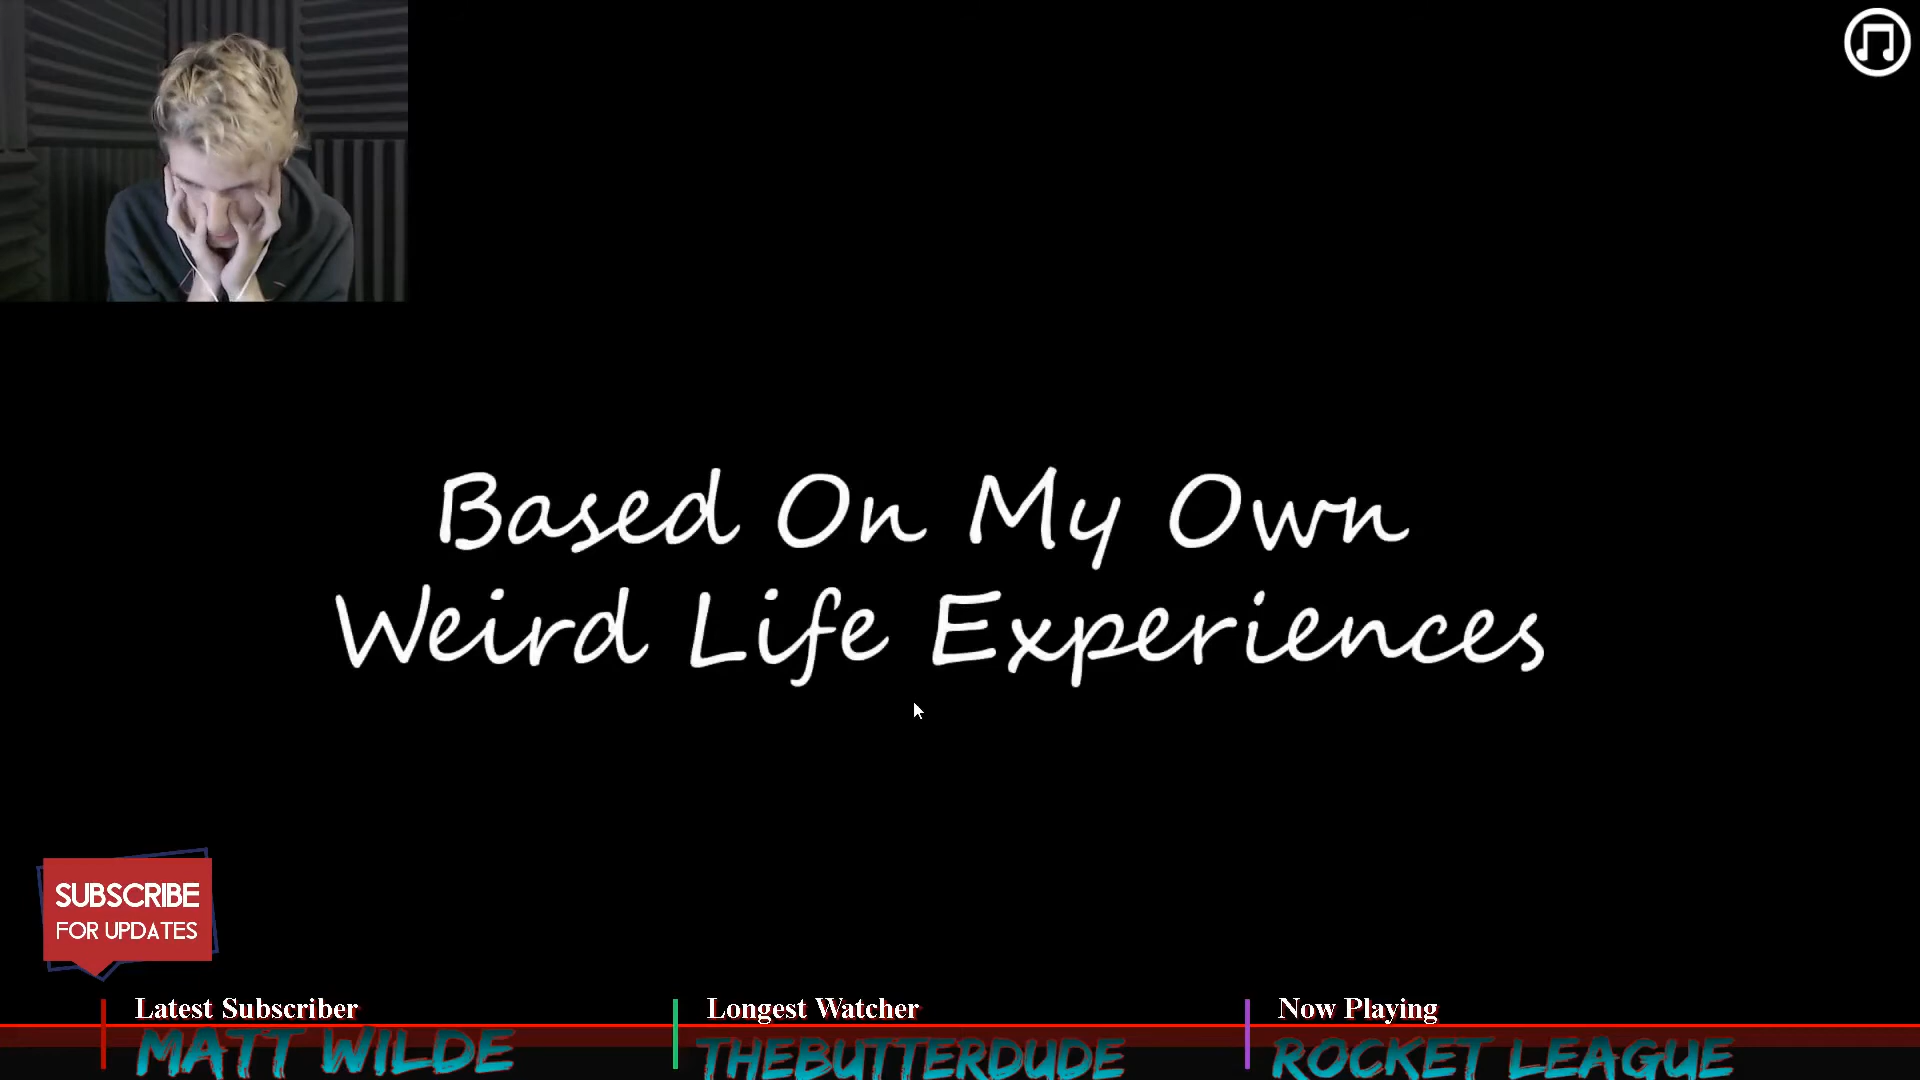 Based On My Own
Weird Life Experiences
SUBSCRIBE
FOR UPDATES
Latest Subscriber
MATT WILDE
Longest Watcher
THEBUTTERDUDE
Now Playing
ROCKET LEAGUE